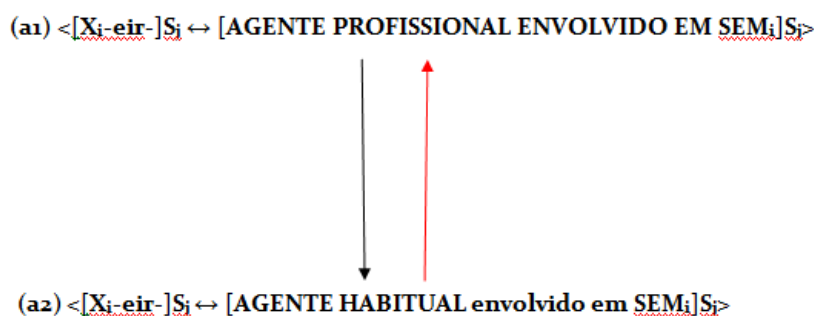 (a1) <[Xi-eir-]Sj ↔ [AGENTE PROFISSIONAL ENVOLVIDO EM SEMi]Sj>
(a2) <[Xi-eir-]Sj ↔ [AGENTE HABITUAL envolvido em SEMi]Sj>